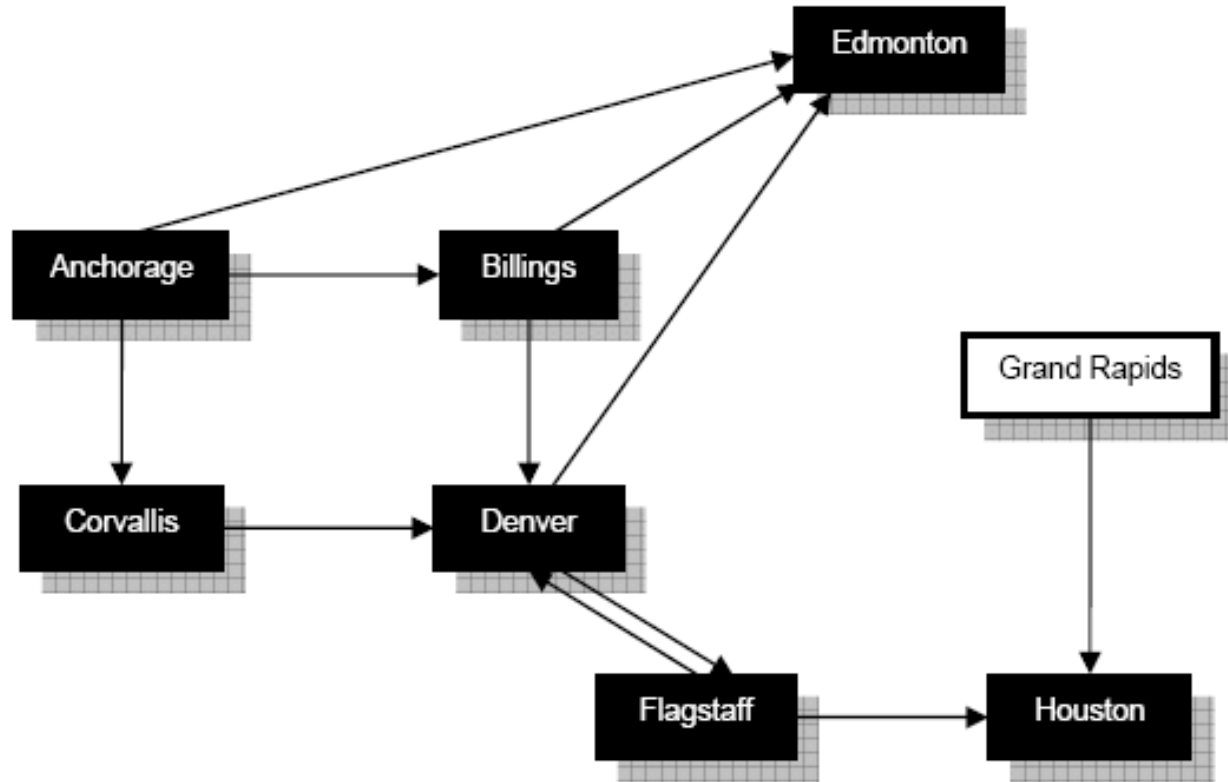 Edmonton
Anchorage
Billings
Grand Rapids
Corvallis
Denver
Flagstaff
Houston